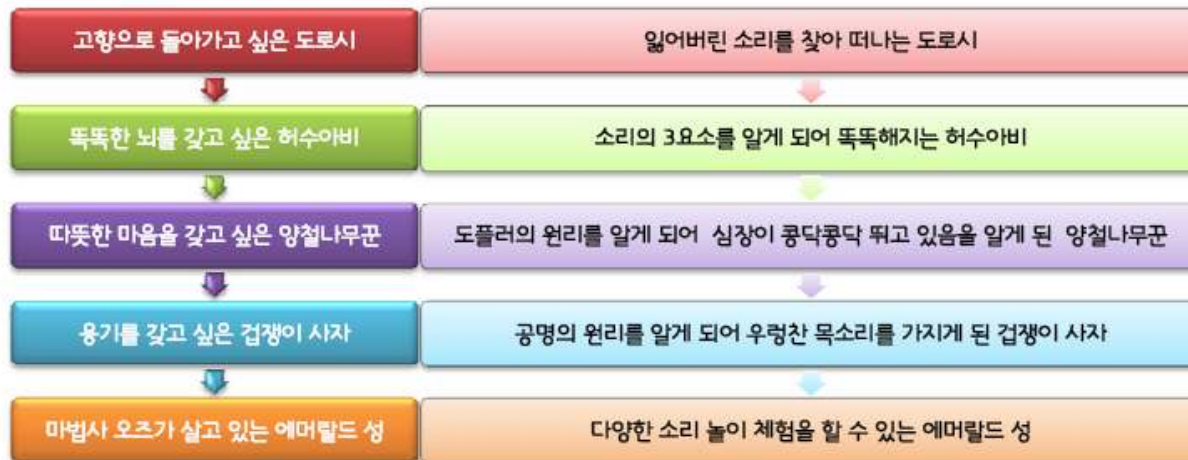 고향으로 돌아가고 싶은 도로시
잃어버린 소리를 찾아 떠나는 도로시
똑똑한 뇌를 갖고 싶은 허수아비
소리의 3요소를 알게 되어 똑똑해지는 허수아비
따뜻한 마음을 갖고 싶은 양철나무꾼
도플러의 원리를 알게 되어 심장이 콩닥콩닥 뛰고 있음을 알게 된 양철나무꾼
용기를 갖고 싶은 겁쟁이 사자
공명의 원리를 알게 되어 우렁찬 목소리를 가지게 된 겁쟁이 사자
마법사 오즈가 살고 있는 에머랄드 성
다양한 소리 놀이 체험을 할 수 있는 에머랄드 성